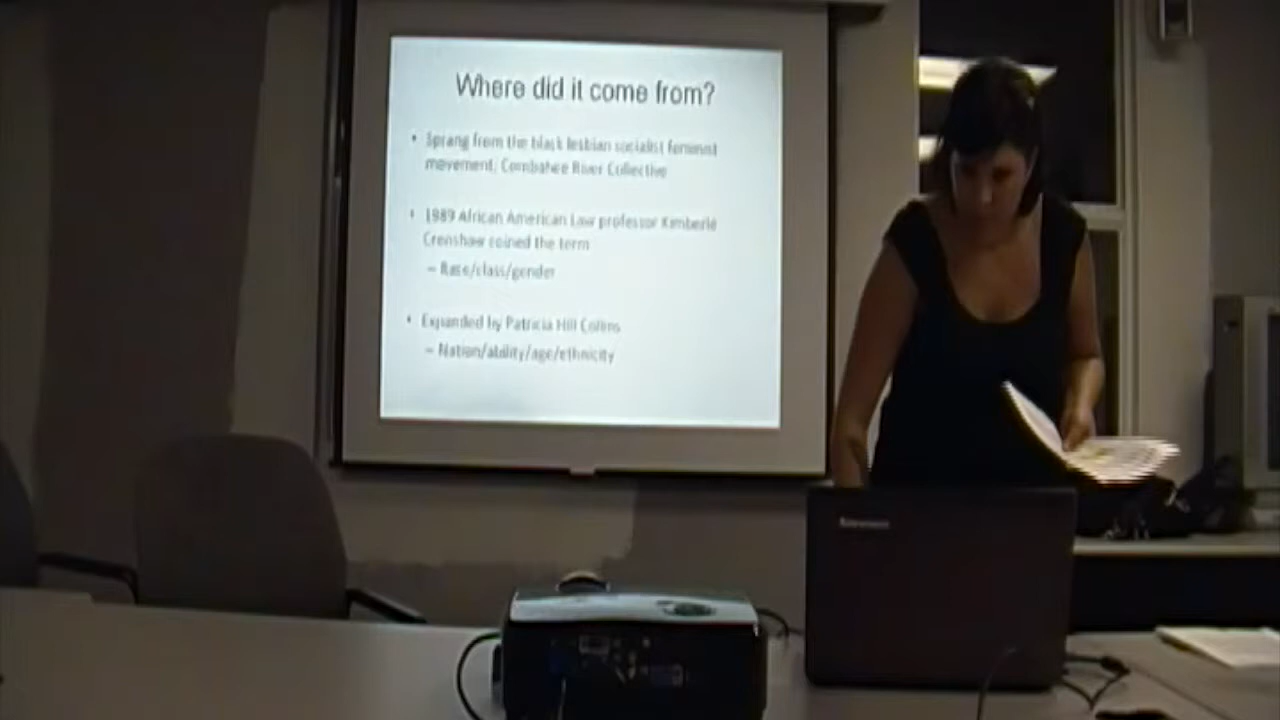 Where did it come from?
• Sprang from the black lesbian socialist feminist
movement; Combahee River Collective
• 1989 African American Law professor Kimberlé
Crenshaw coined the term
– Race/class/gender
• Expanded by Patricia Hill Collins
– Nation/ability/age/ethnicity
Lenovo